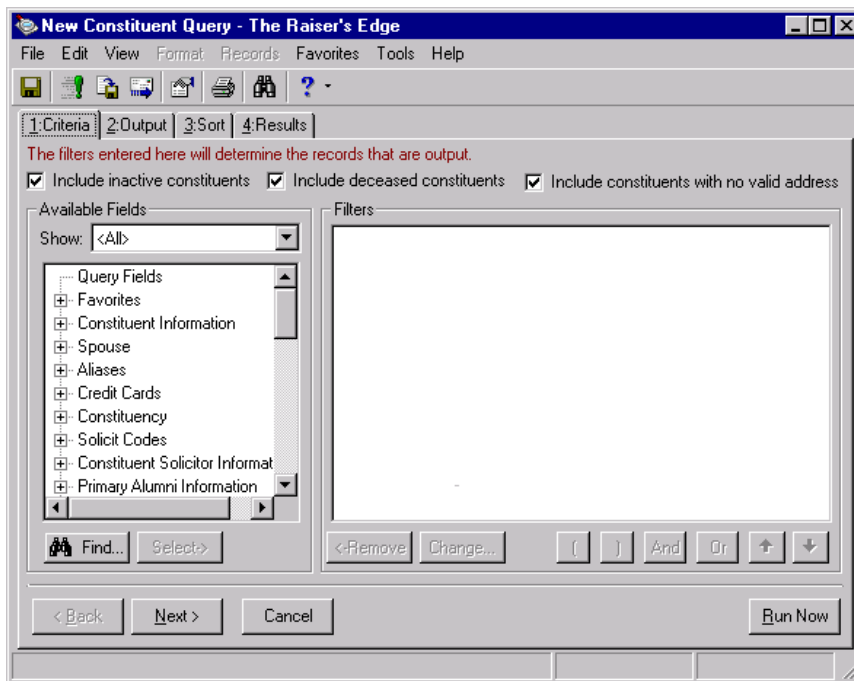 New Constituent Query - The Raiser's Edge
File Edit View Format Records Favorites Tools Help
?
1:Criteria 2:Output 3:Sort 4:Results
The filters entered here will determine the records that are output.
Include inactive constituents Include deceased constituents Include constituents with no valid address
Available Fields
Show: <All>
Query Fields
Favorites
Constituent Information
Spouse
Aliases
Credit Cards
Constituency
Solicit Codes
Constituent Solicitor Informat
Primary Alumni Information
Find... Select->
Filters
<-Remove Change... ( ) And Or
< Back Next > Cancel Run Now